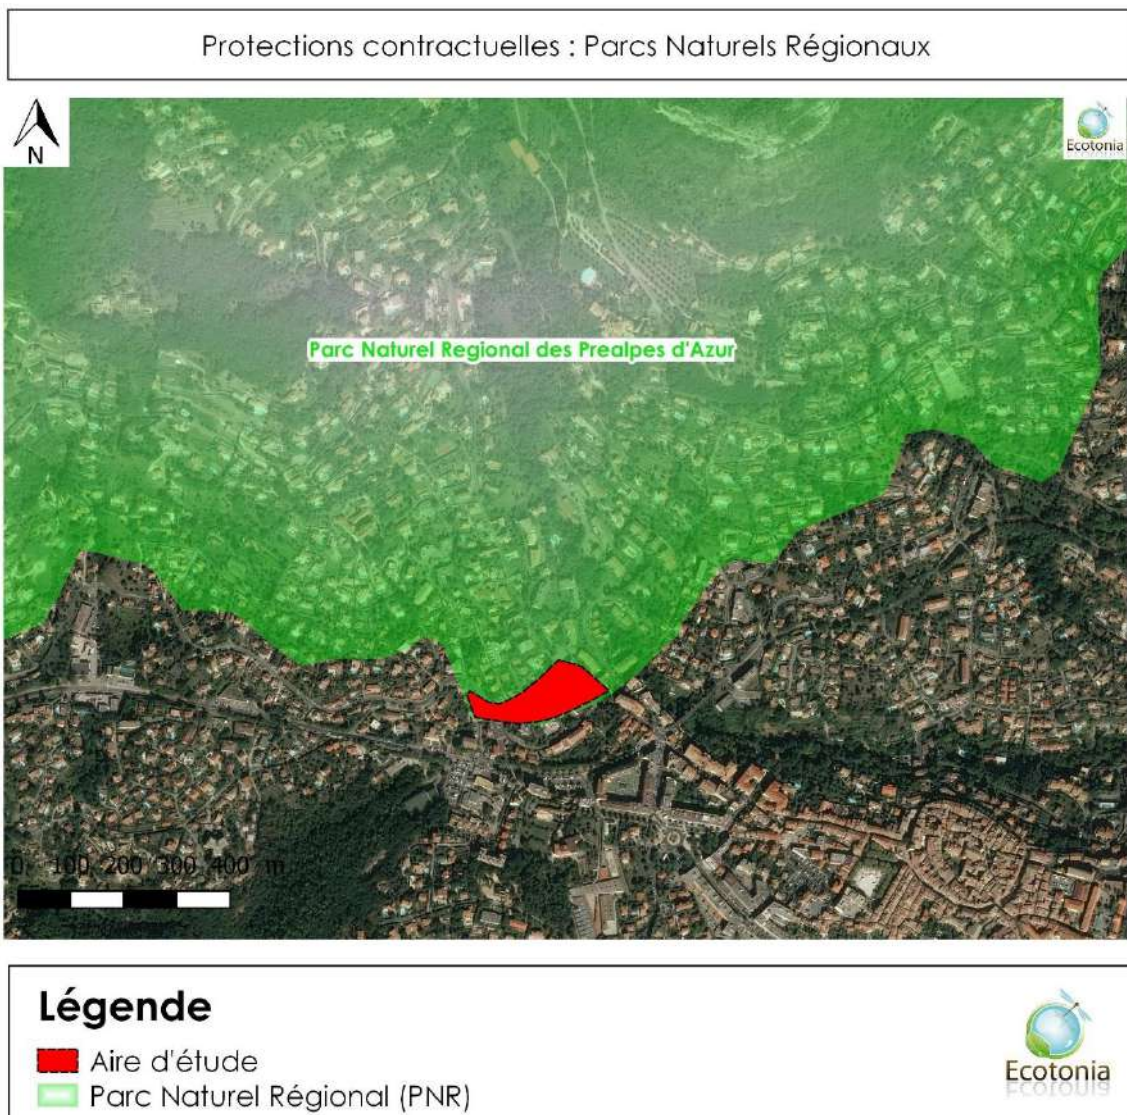 Protections contractuelles : Parcs Naturels Régionaux
N
Ecotonia
Parc Naturel Regional des Prealpes d'Azur
0 100 200 300 400 m
Légende
Aire d'étude
Parc Naturel Régional (PNR)
Ecotonia